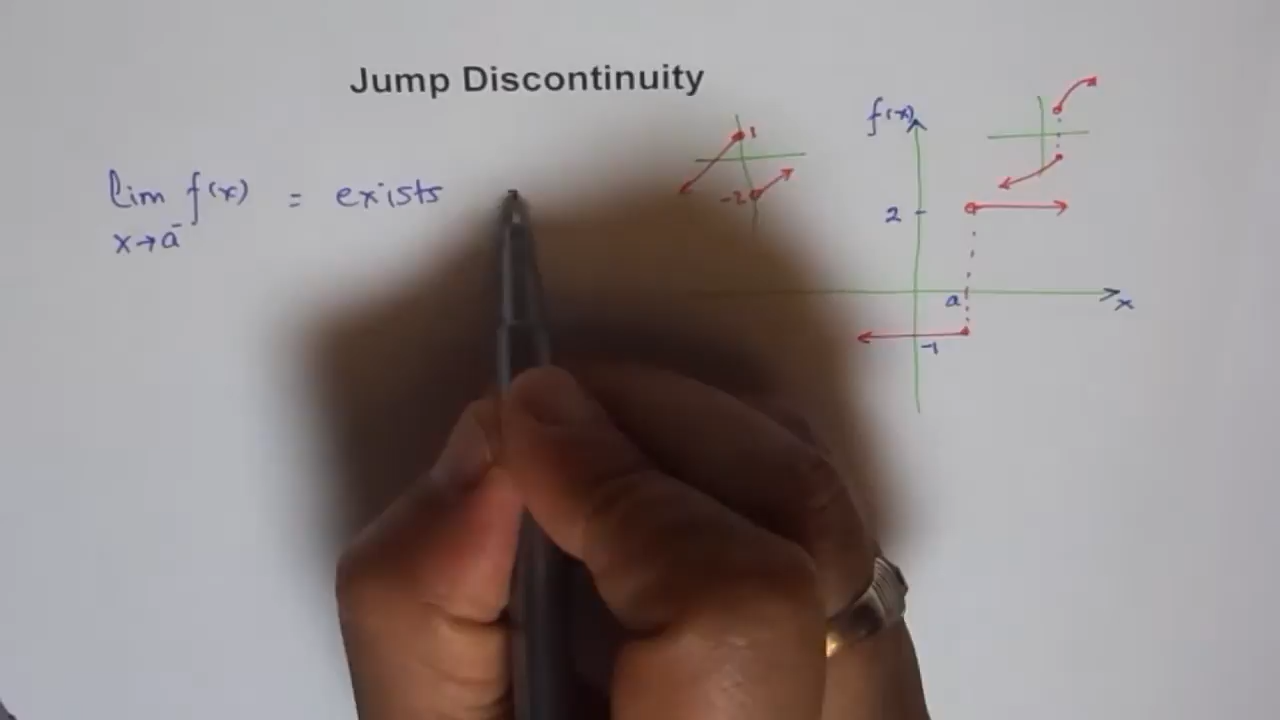 Jump Discontinuity
lim f(x) = exists
x→a⁻
1
-2
f(x)
2
a
x
-1